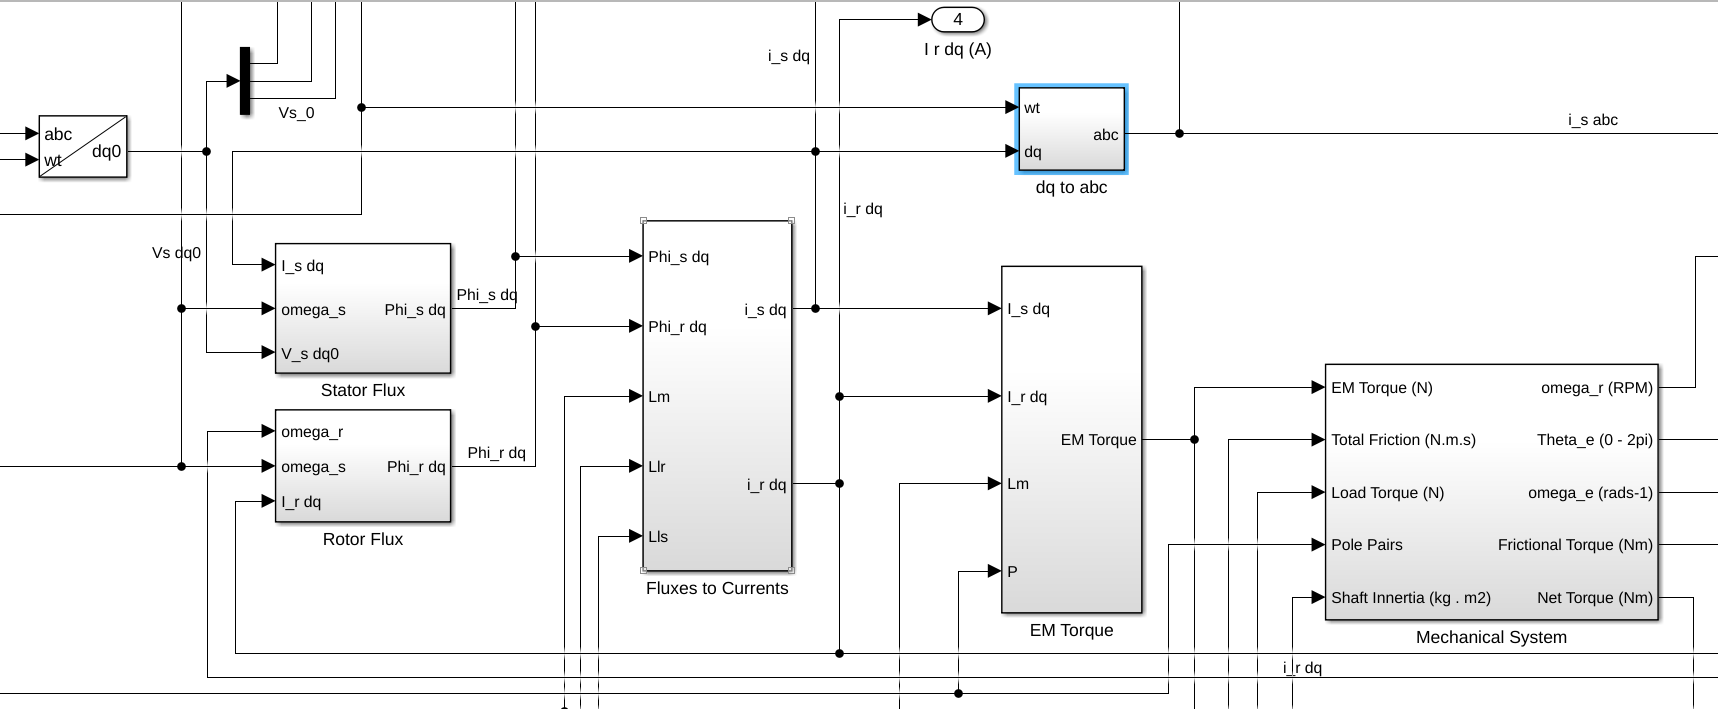 4
I r dq (A)
i_s dq
Vs_0
wt
abc
dq
dq to abc
i_s abc
abc
wt
dq0
i_r dq
Vs dq0
I_s dq
omega_s
V_s dq0
Phi_s dq
Stator Flux
Phi_s dq
omega_r
omega_s
I_r dq
Phi_r dq
Rotor Flux
Phi_r dq
Phi_s dq
Phi_r dq
Lm
Llr
Lls
i_s dq
i_r dq
Fluxes to Currents
I_s dq
I_r dq
Lm
P
EM Torque
EM Torque
EM Torque (N)
Total Friction (N.m.s)
Load Torque (N)
Pole Pairs
Shaft Innertia (kg . m2)
omega_r (RPM)
Theta_e (0 - 2pi)
omega_e (rads-1)
Frictional Torque (Nm)
Net Torque (Nm)
Mechanical System
i_r dq